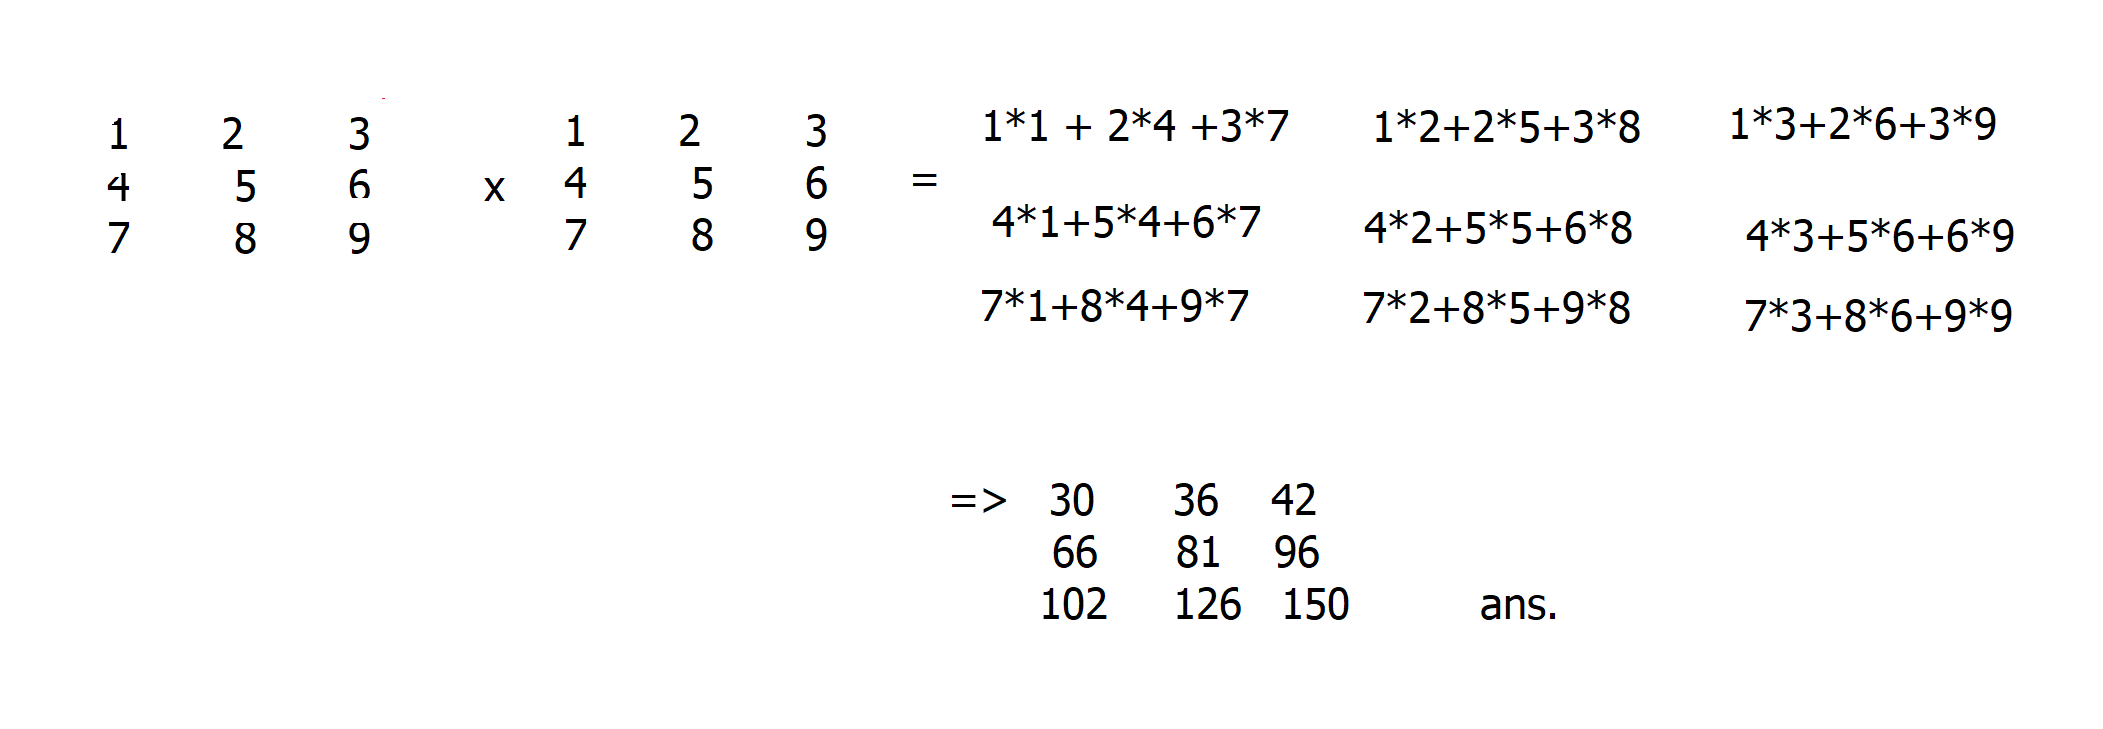 1 2 3 x 1 2 3 = 1*1 + 2*4 +3*7 1*2+2*5+3*8 1*3+2*6+3*9
4 5 6 4 5 6 4*1+5*4+6*7 4*2+5*5+6*8 4*3+5*6+6*9
7 8 9 7 8 9 7*1+8*4+9*7 7*2+8*5+9*8 7*3+8*6+9*9
=> 30 36 42
66 81 96
102 126 150 ans.